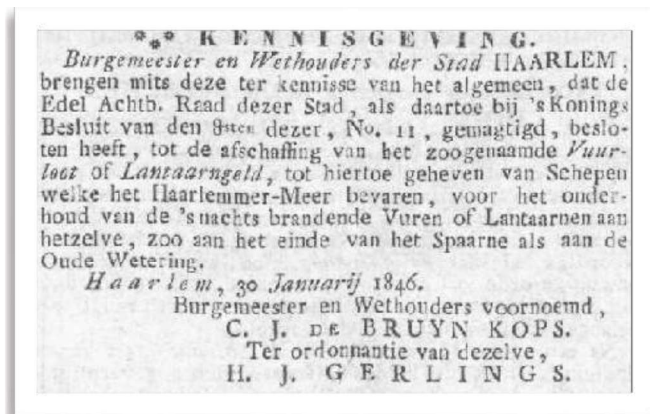 *⁎* KENNISGEVING.
Burgemeester en Wethouders der Stad HAARLEM,
brengen mits deze ter kennisse van het algemeen, dat de
Edel Achtb. Raad dezer Stad, als daartoe bij 's Konings
Besluit van den 8sten dezer, No. 11, gemagtigd, beslo-
ten heeft, tot de afschaffing van het zoogenaamde Vuur-
loot of Lantaarngeld, tot hiertoe geheven van Schepen
welke het Haarlemmer-Meer bevaren, voor het onder-
houd van de 's nachts brandende Vuren of Lantaarnen aan
hetzelve, zoo aan het einde van het Spaarne als aan de
Oude Wetering.
Haarlem, 30 Januarij 1846.
Burgemeester en Wethouders voornoemd,
C. J. DE BRUYN KOPS.
Ter ordonnantie van dezelve,
H. J. GERLINGS.